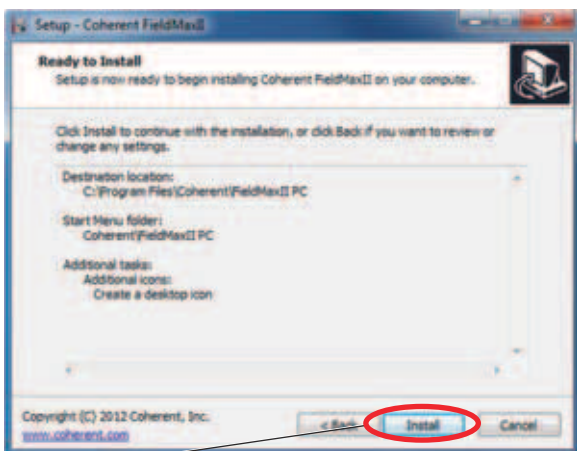 Setup - Coherent FieldMaxII
Ready to Install
Setup is now ready to begin installing Coherent FieldMaxII on your computer.
Click Install to continue with the installation, or click Back if you want to review or
change any settings.
Destination location:
C:\Program Files\Coherent\FieldMaxII PC
Start Menu folder:
Coherent\FieldMaxII PC
Additional tasks:
Additional icons:
Create a desktop icon
Copyright (C) 2012 Coherent, Inc.
www.coherent.com
< Back Install Cancel